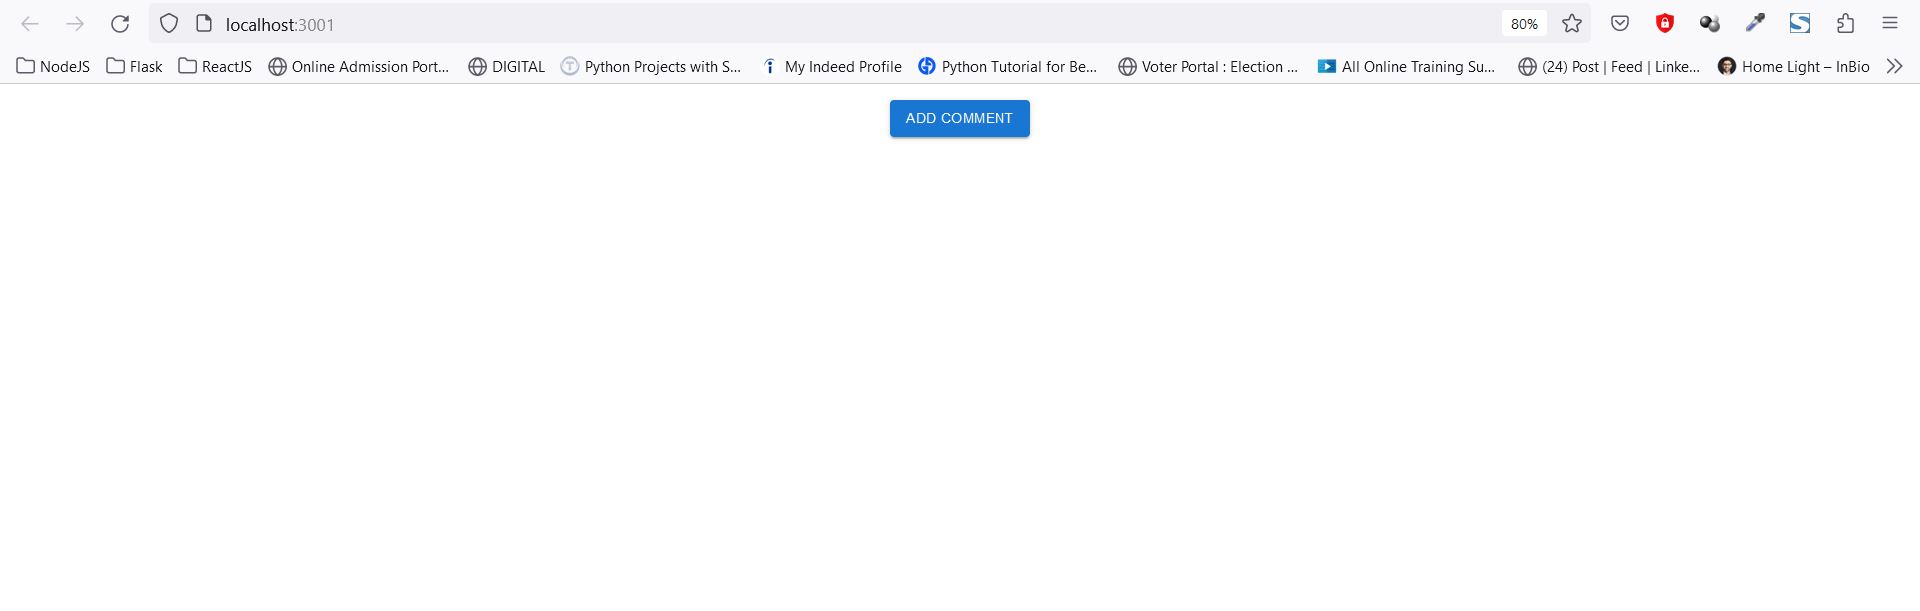 localhost:3001
80%
NodeJS Flask ReactJS Online Admission Port... DIGITAL Python Projects with S... My Indeed Profile Python Tutorial for Be... Voter Portal : Election ... All Online Training Su... (24) Post | Feed | Linke... Home Light – InBio
ADD COMMENT